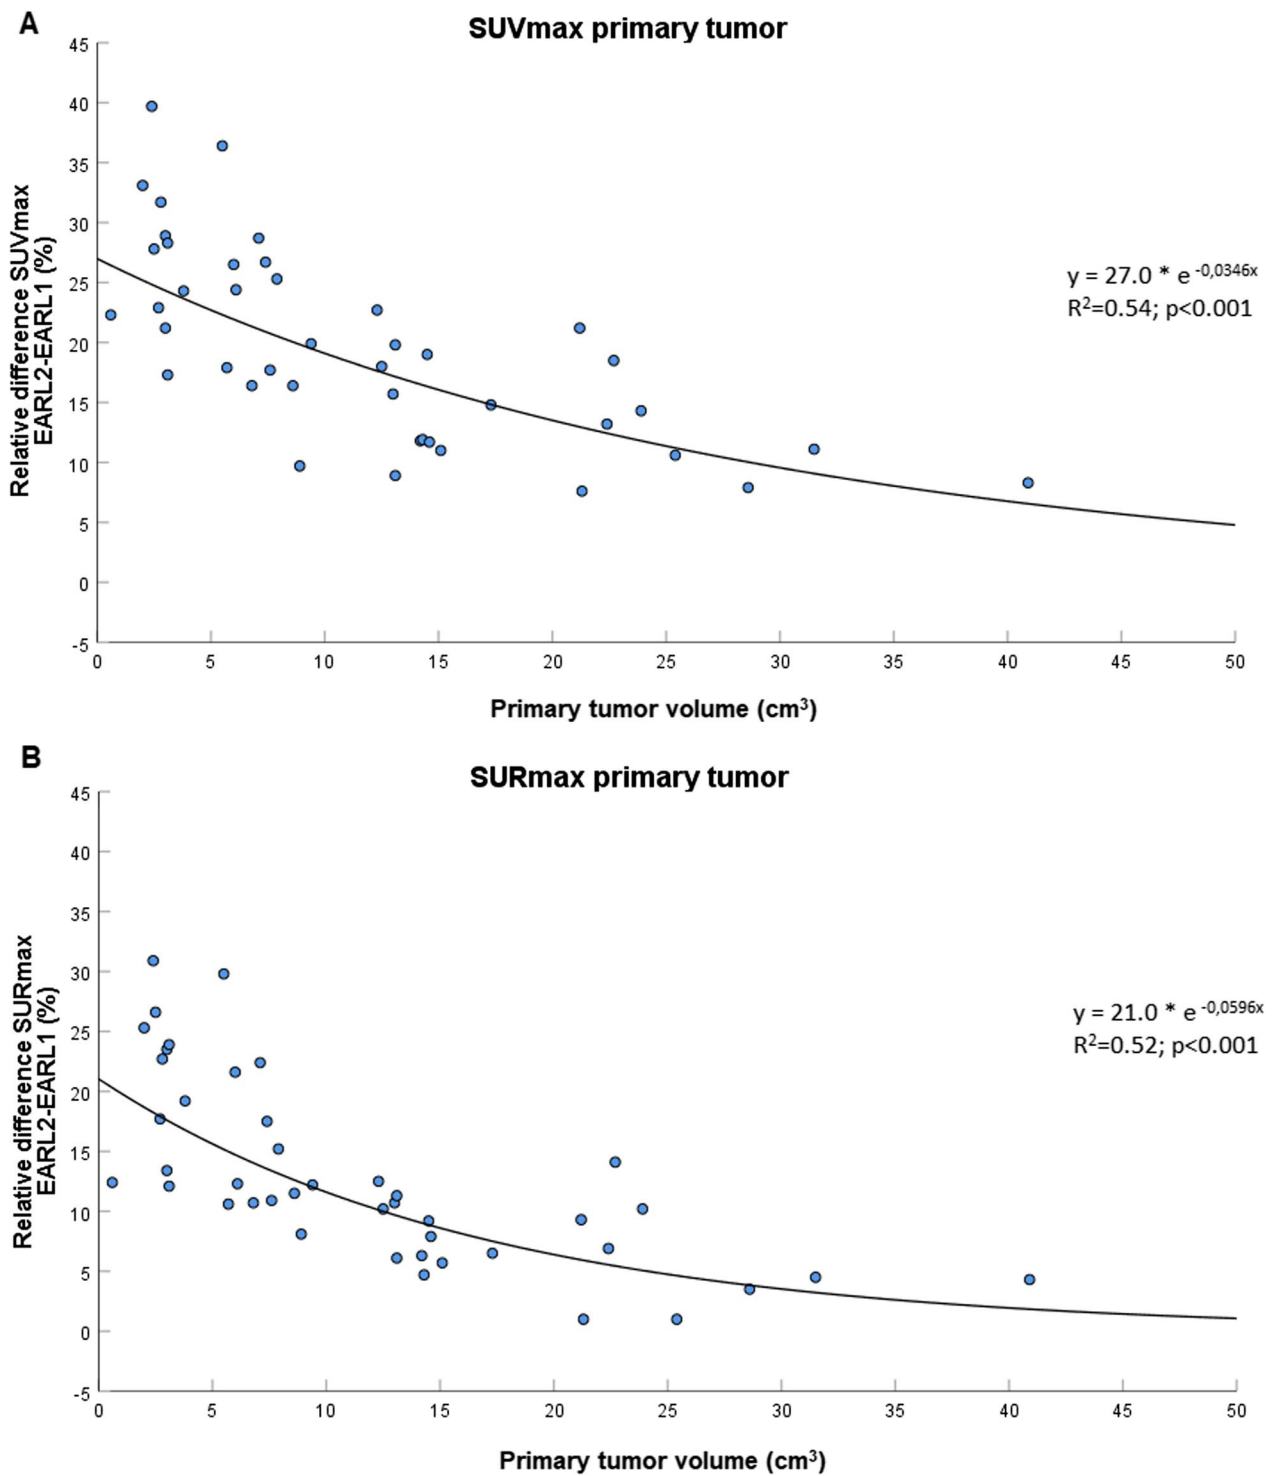 A
SUVmax primary tumor
Relative difference SUVmax
EARL2-EARL1 (%)
45
40
35
30
25
20
15
10
5
0
-5
y = 27.0 * e -0,0346x
R2=0.54; p<0.001
0 5 10 15 20 25 30 35 40 45 50
Primary tumor volume (cm3)
B
SURmax primary tumor
Relative difference SURmax
EARL2-EARL1 (%)
45
40
35
30
25
20
15
10
5
0
-5
y = 21.0 * e -0,0596x
R2=0.52; p<0.001
0 5 10 15 20 25 30 35 40 45 50
Primary tumor volume (cm3)